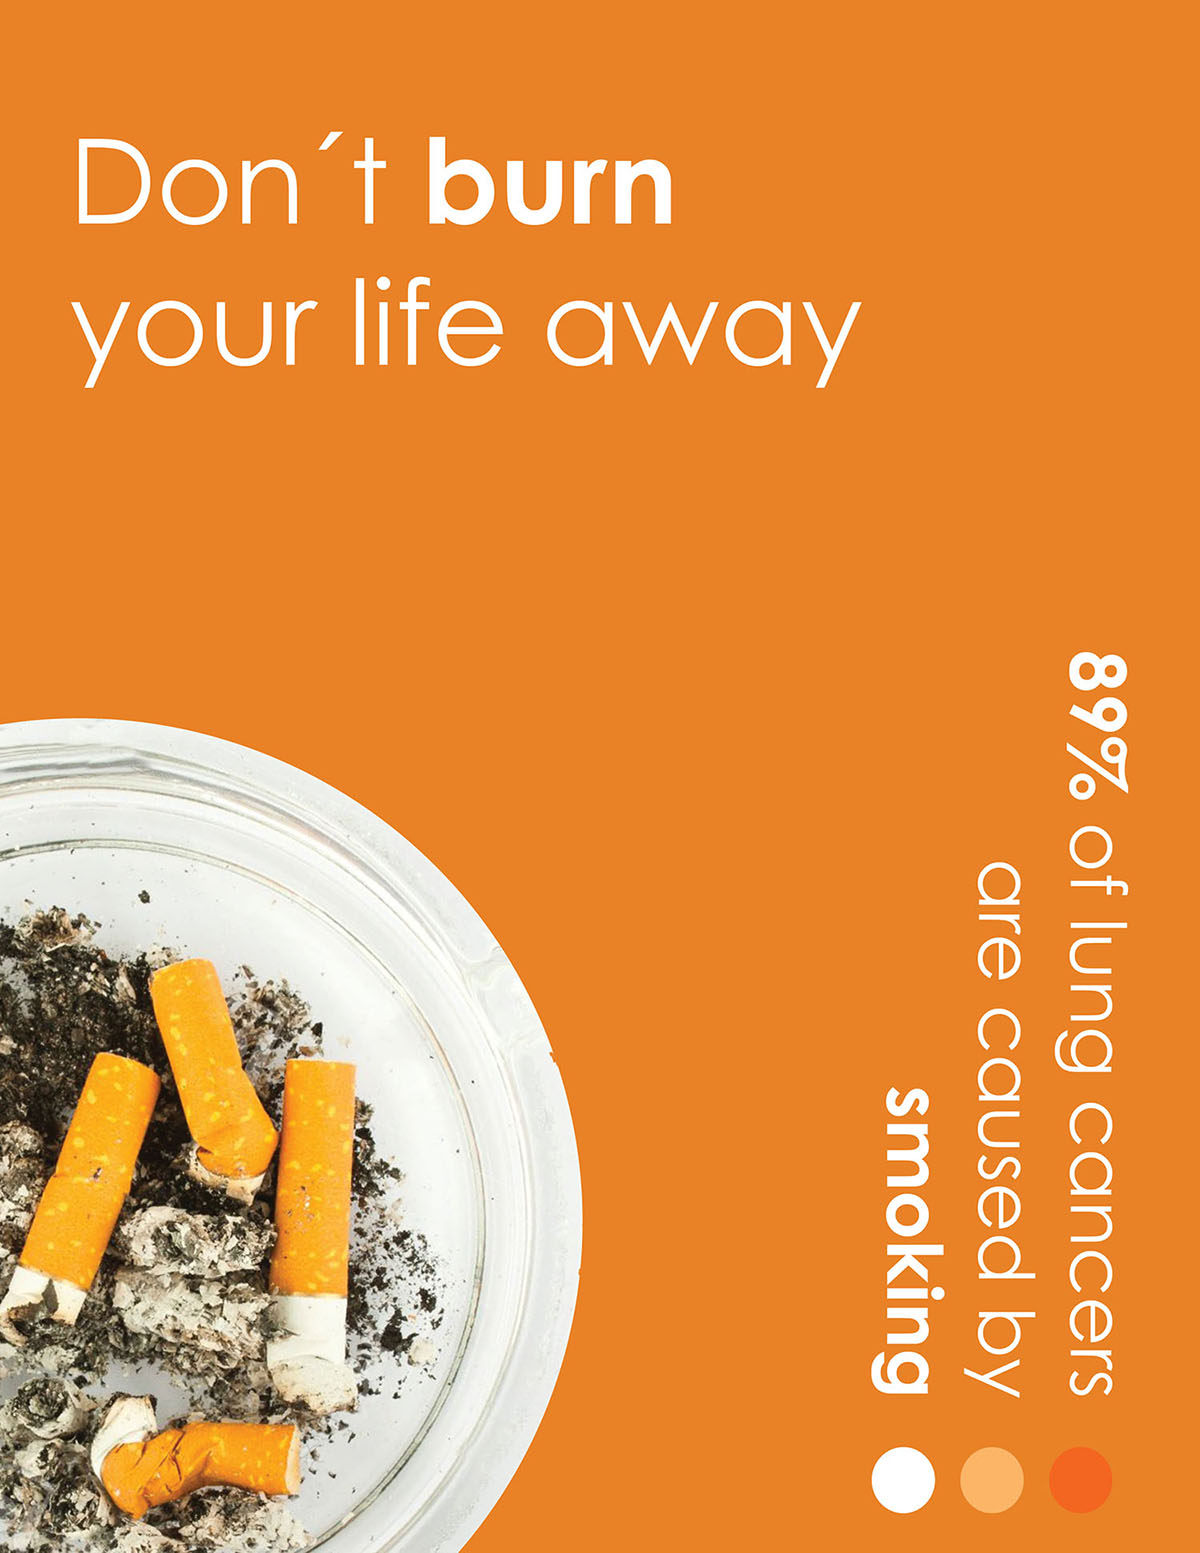 Don´t burn
your life away
89% of lung cancers
are caused by
smoking